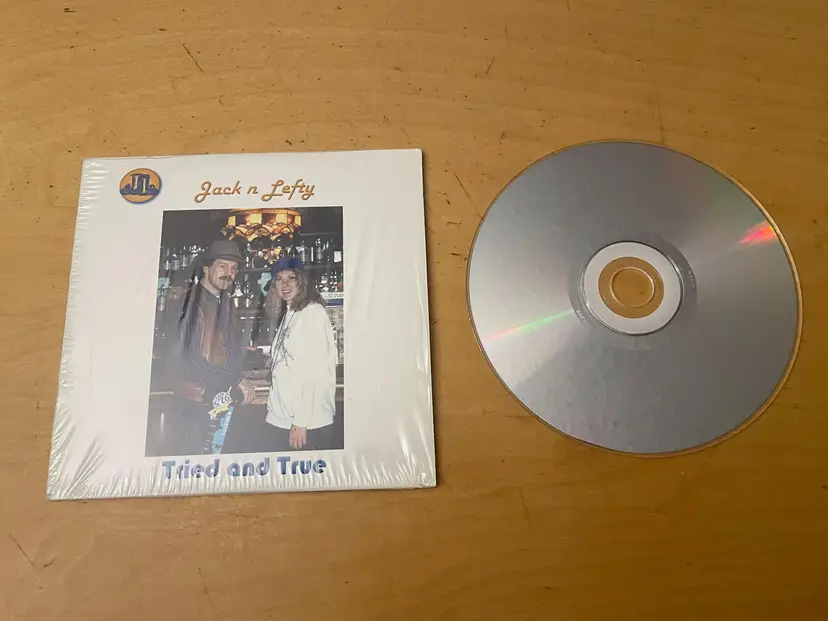 Jack n Lefty
Tried and True